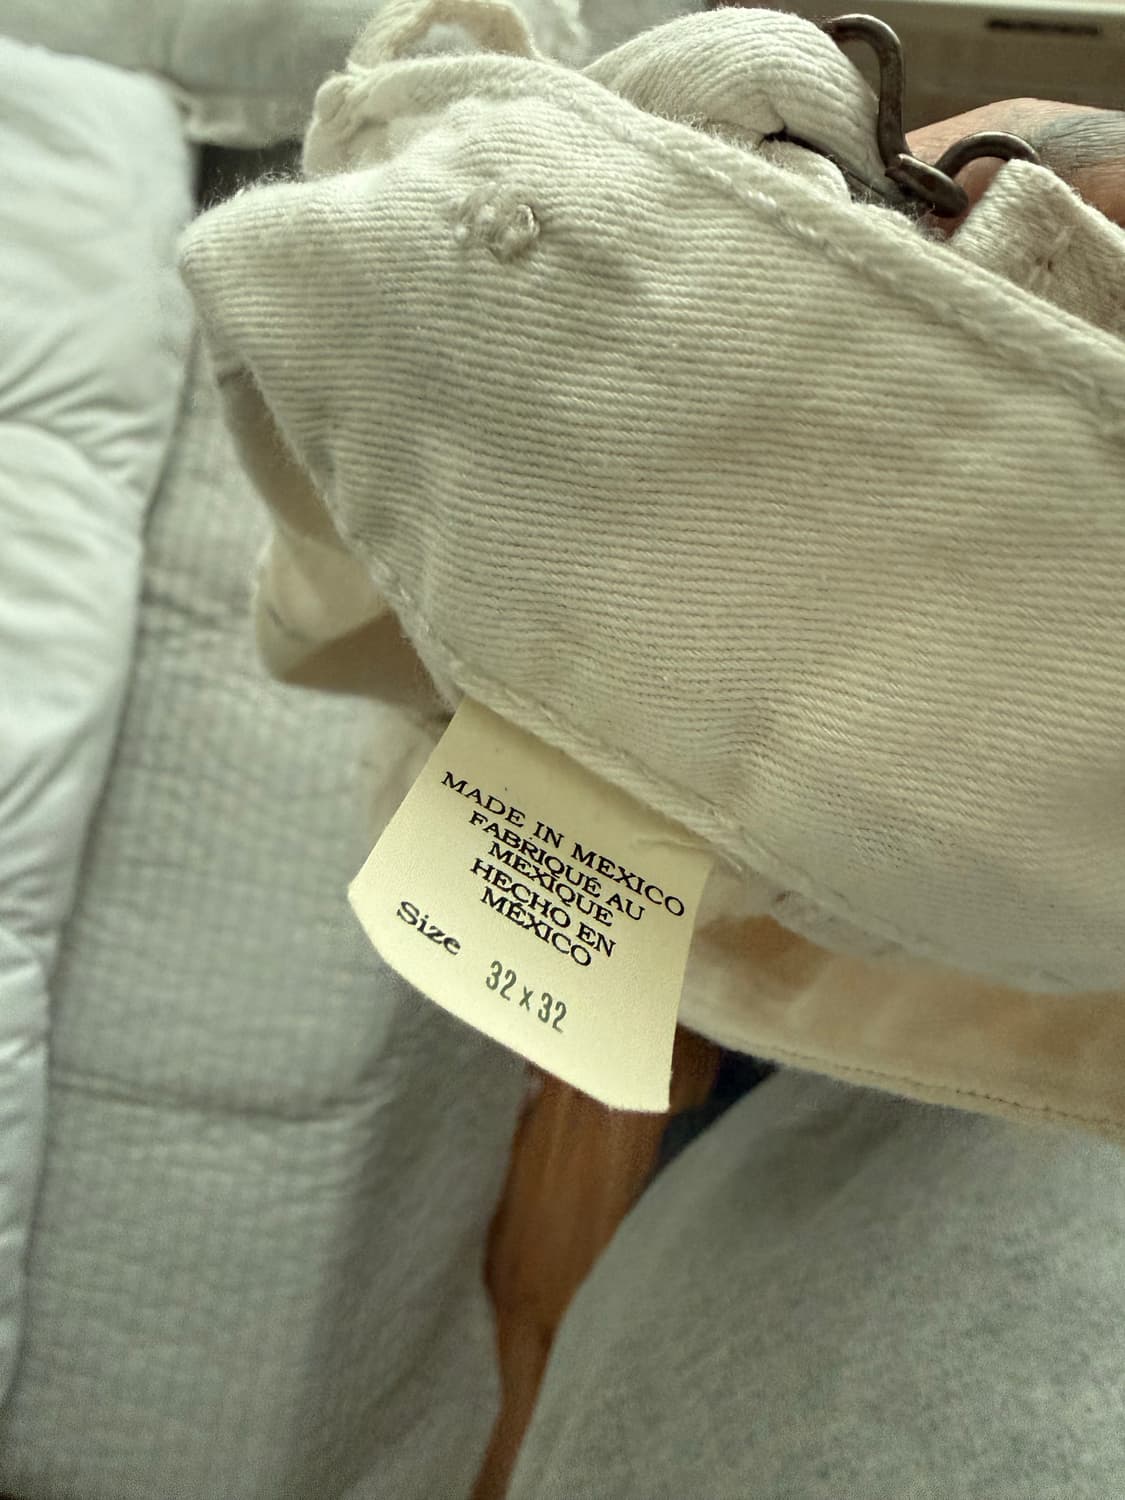 MADE IN MEXICO
FABRIQUÉ AU
MEXIQUE
HECHO EN
MÉXICO
Size 32 x 32